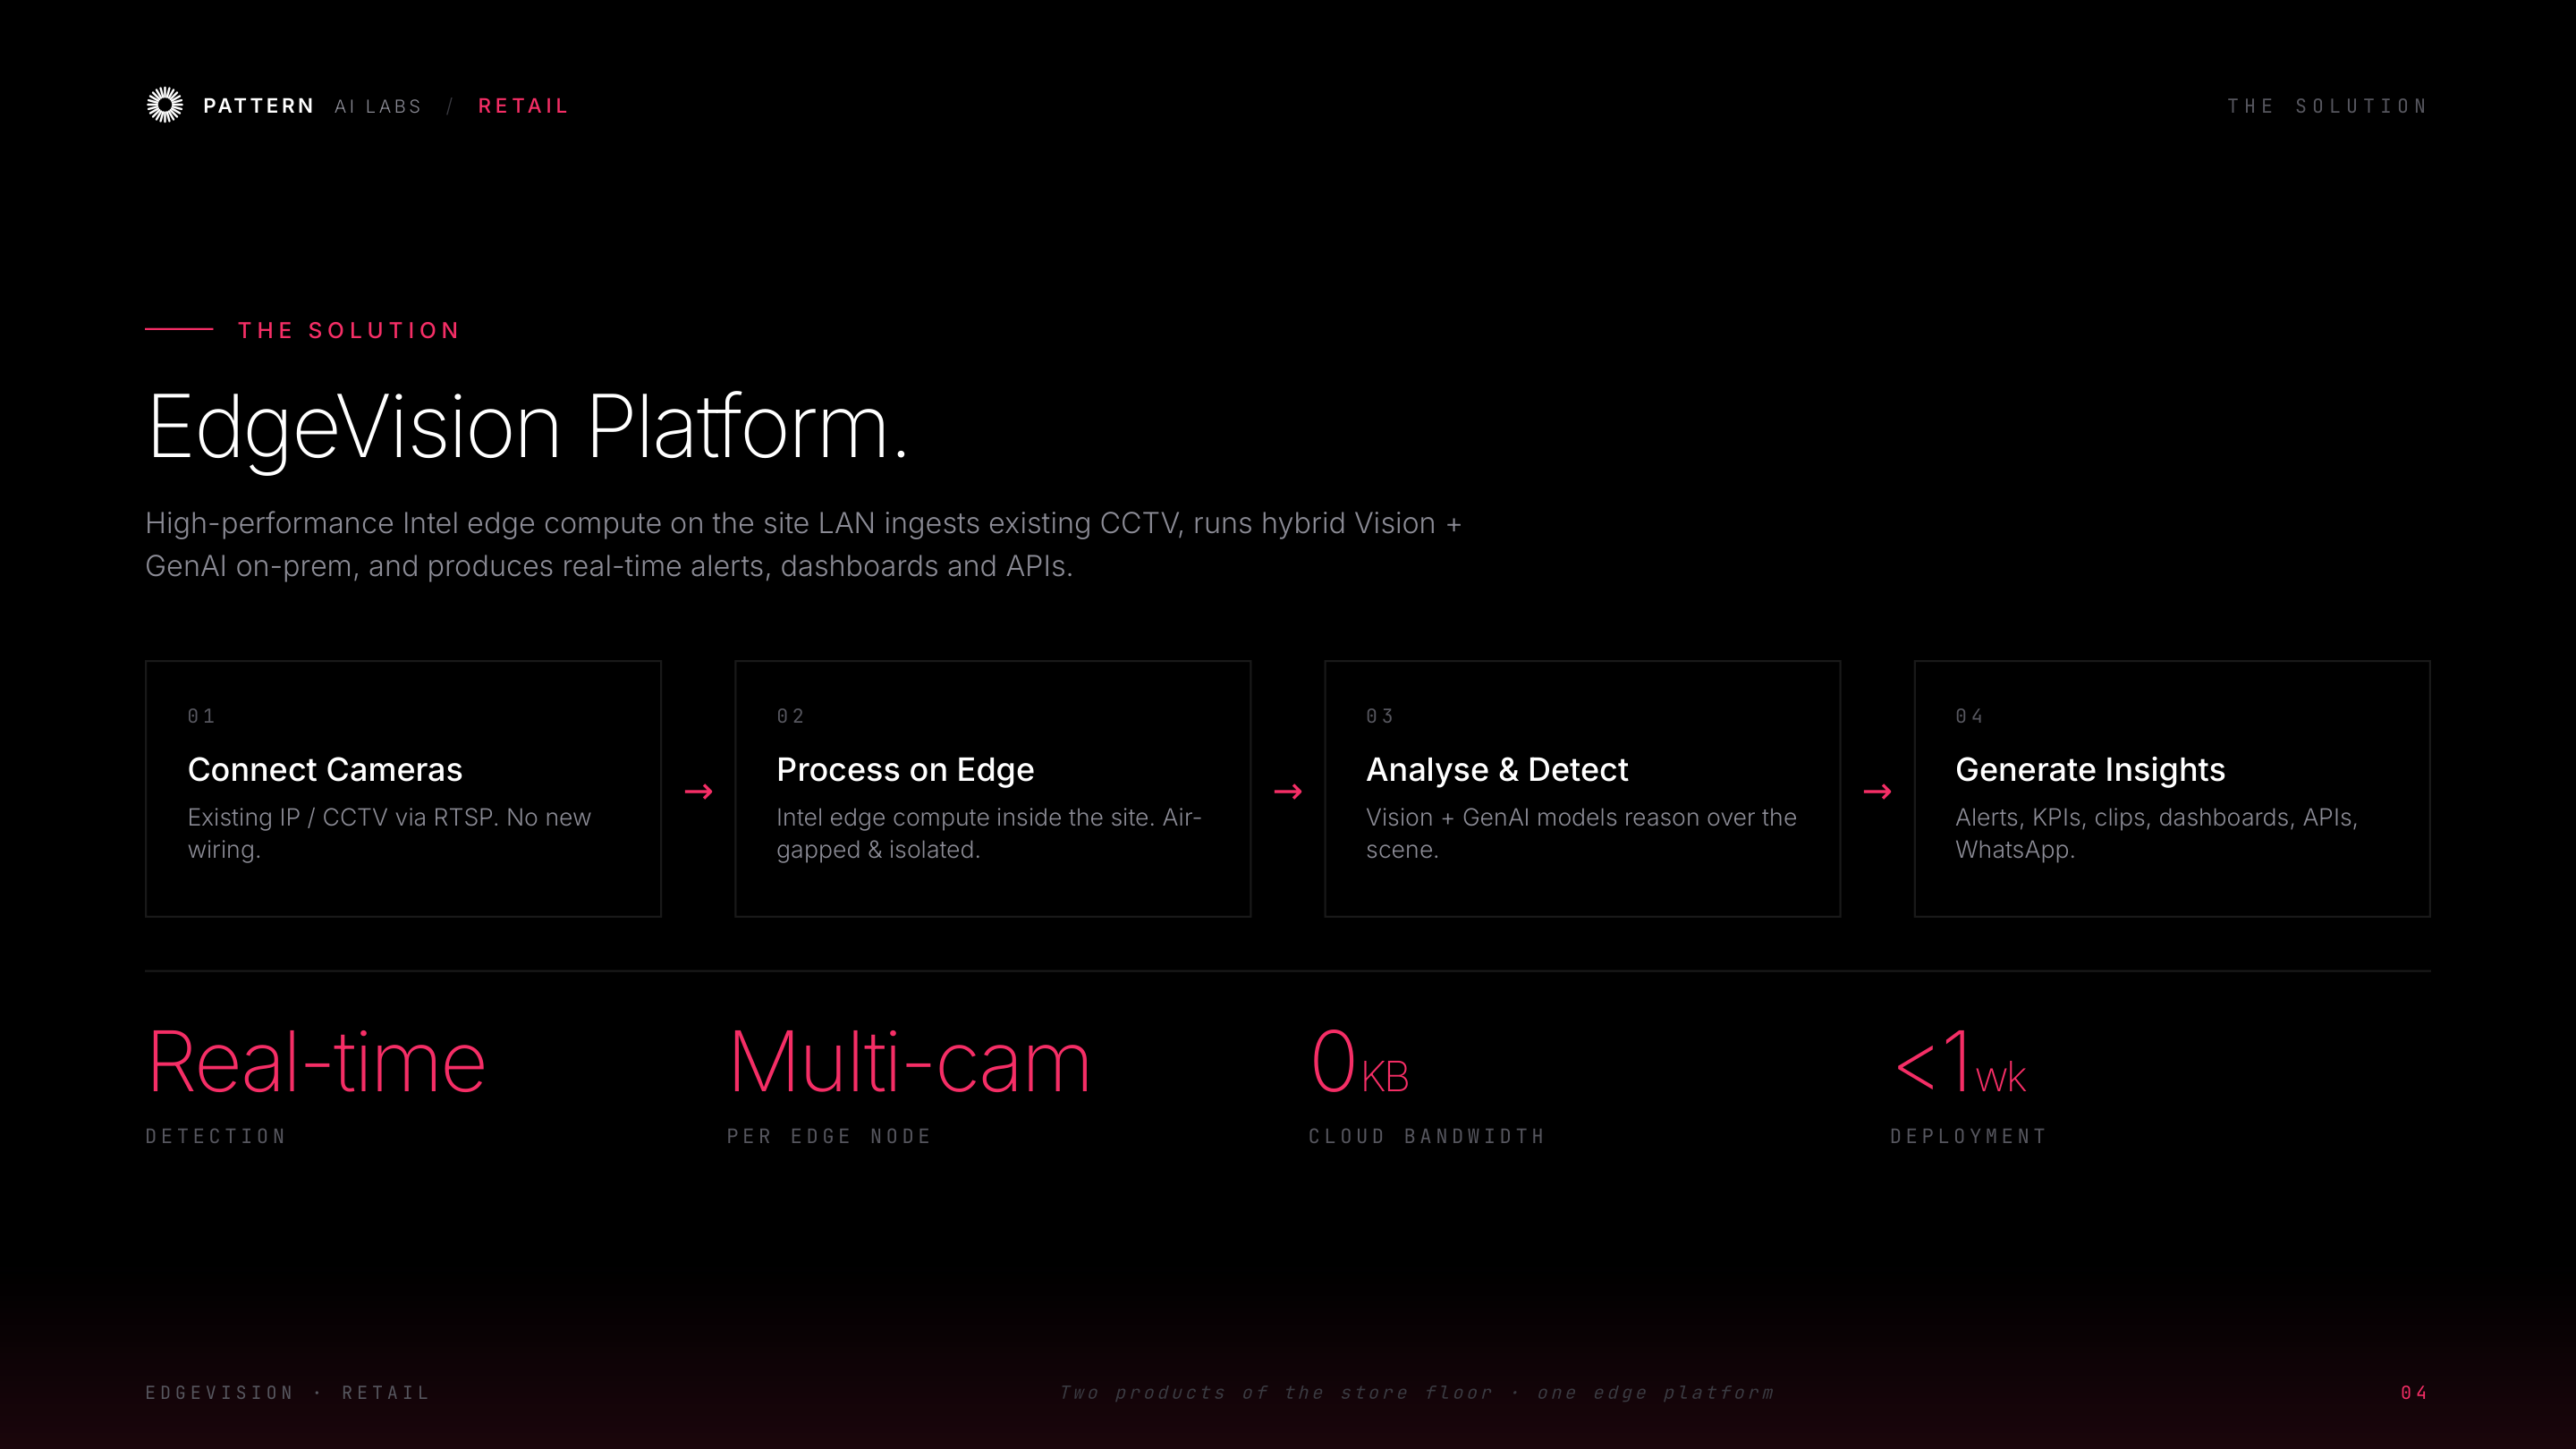 PATTERN AI LABS / RETAIL
THE SOLUTION
THE SOLUTION
EdgeVision Platform.
High-performance Intel edge compute on the site LAN ingests existing CCTV, runs hybrid Vision +
GenAI on-prem, and produces real-time alerts, dashboards and APIs.
01
Connect Cameras
Existing IP / CCTV via RTSP. No new
wiring.
→
02
Process on Edge
Intel edge compute inside the site. Air-
gapped & isolated.
→
03
Analyse & Detect
Vision + GenAI models reason over the
scene.
→
04
Generate Insights
Alerts, KPIs, clips, dashboards, APIs,
WhatsApp.
Real-time
DETECTION
Multi-cam
PER EDGE NODE
0KB
CLOUD BANDWIDTH
<1wk
DEPLOYMENT
EDGEVISION · RETAIL
Two products of the store floor · one edge platform
04